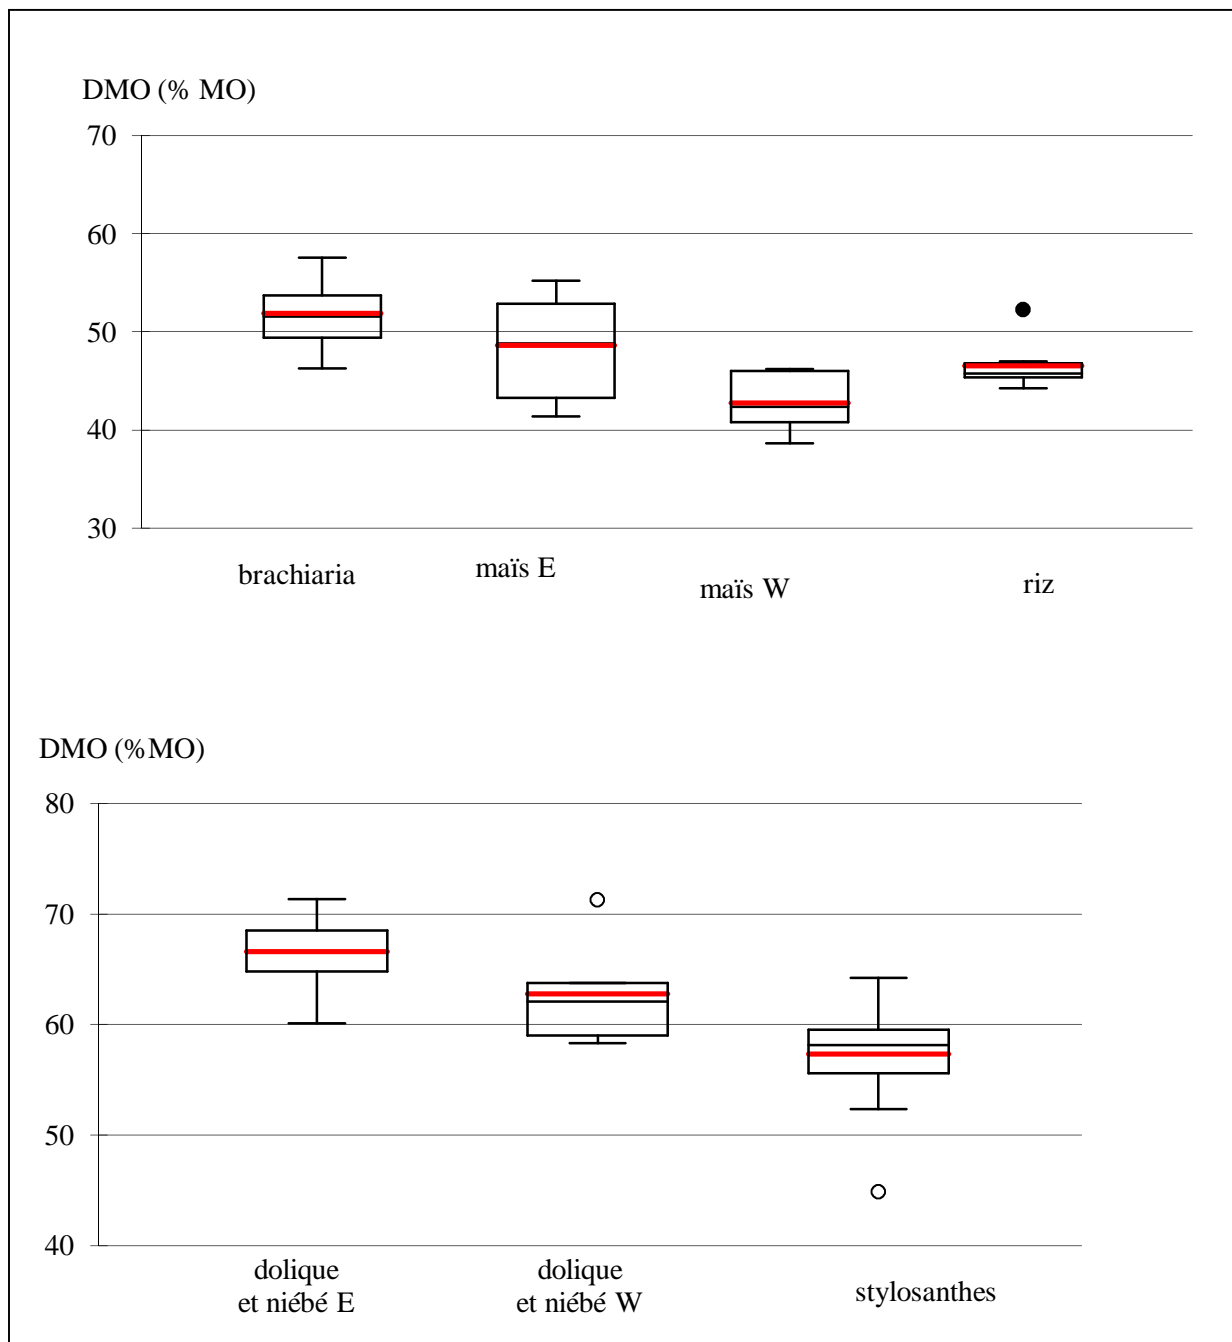 DMO (% MO)
70
60
50
40
30
brachiaria
maïs E
maïs W
riz
DMO (%MO)
80
70
60
50
40
dolique
et niébé E
dolique
et niébé W
stylosanthes